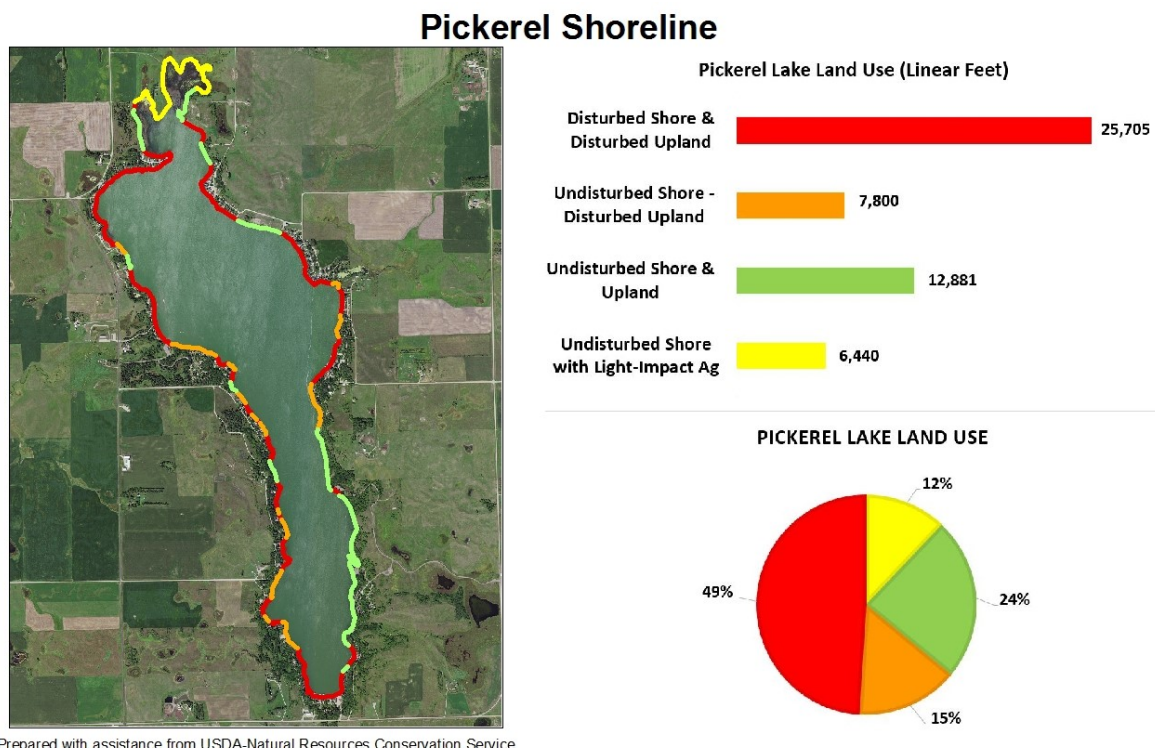 Pickerel Shoreline
Pickerel Lake Land Use (Linear Feet)
Disturbed Shore &
Disturbed Upland
25,705
Undisturbed Shore -
Disturbed Upland
7,800
Undisturbed Shore &
Upland
12,881
Undisturbed Shore
with Light-Impact Ag
6,440
PICKEREL LAKE LAND USE
12%
24%
15%
49%
Prepared with assistance from USDA-Natural Resources Conservation Service